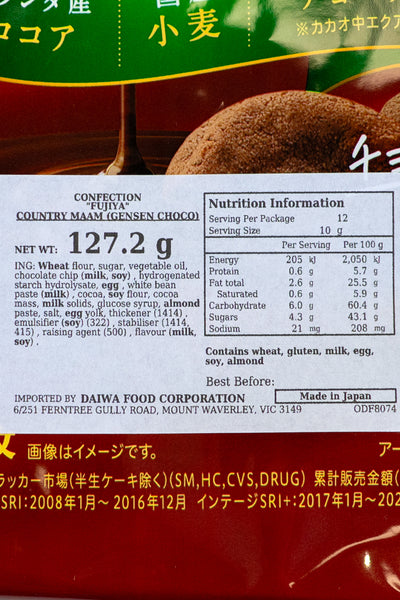 ココア
小麦
※カカオ中エクア
チョ
CONFECTION
"FUJIYA"
COUNTRY MAAM (GENSEN CHOCO)
NET WT: 127.2 g
ING: Wheat flour, sugar, vegetable oil,
chocolate chip (milk, soy) , hydrogenated
starch hydrolysate, egg , white bean
paste (milk) , cocoa, soy flour, cocoa
mass, milk solids, glucose syrup, almond
paste, salt, egg yolk, thickener (1414) ,
emulsifier (soy) (322) , stabiliser (1414,
415) , raising agent (500) , flavour (milk,
soy) .
Nutrition Information
Serving Per Package 12
Serving Size 10 g
Per Serving Per 100 g
Energy 205 kJ 2,050 kJ
Protein 0.6 g 5.7 g
Fat total 2.6 g 25.5 g
Saturated 0.6 g 5.9 g
Carbohydrate 6.0 g 60.4 g
Sugars 4.3 g 43.1 g
Sodium 21 mg 208 mg
Contains wheat, gluten, milk, egg,
soy, almond
Best Before:
Made in Japan
IMPORTED BY DAIWA FOOD CORPORATION
6/251 FERNTREE GULLY ROAD, MOUNT WAVERLEY, VIC 3149 ODF8074
画像はイメージです。
ラッカー市場(半生ケーキ除く)(SM,HC,CVS,DRUG) 累計販売金額(
SRI:2008年1月～2016年12月 インテージSRI+:2017年1月～202